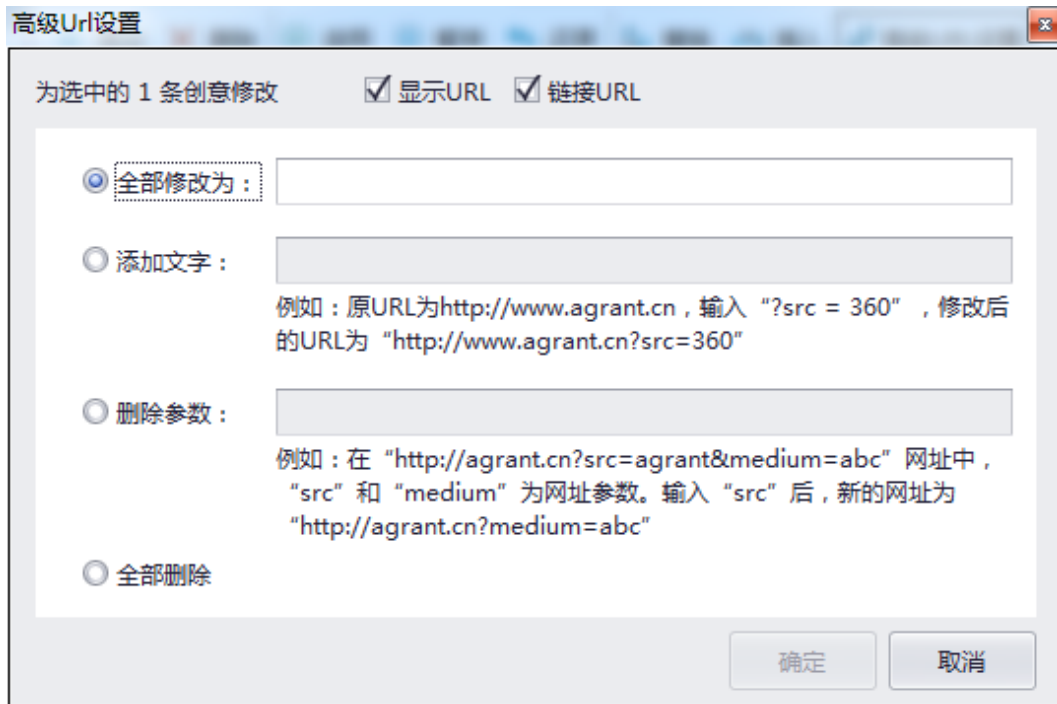 高级Url设置
为选中的 1 条创意修改 显示URL 链接URL
全部修改为：
添加文字：
例如：原URL为http://www.agrant.cn，输入“?src = 360”，修改后
的URL为“http://www.agrant.cn?src=360”
删除参数：
例如：在“http://agrant.cn?src=agrant&medium=abc”网址中，
“src”和“medium”为网址参数。输入“src”后，新的网址为
“http://agrant.cn?medium=abc”
全部删除
确定 取消